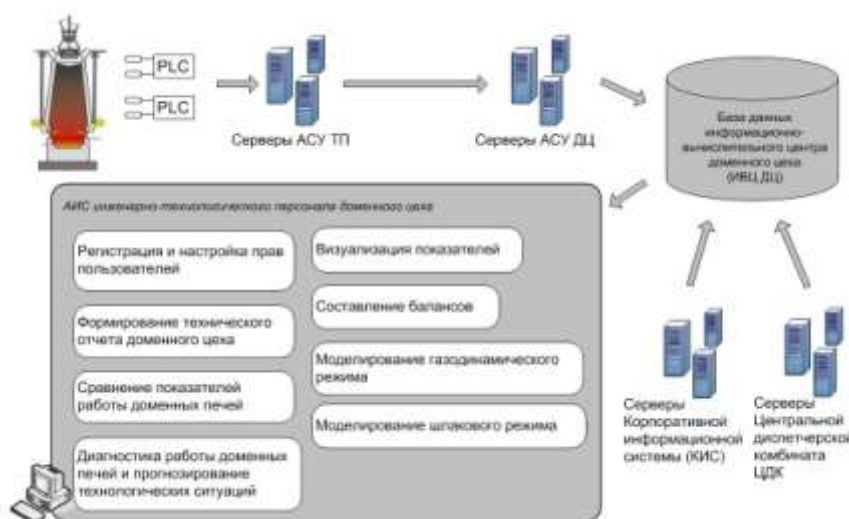 PLC
PLC
Серверы АСУ ТП
Серверы АСУ ДЦ
База данных
информационно-
вычислительного центра
доменного цеха
(ИВЦ ДЦ)
АИС инженерно-технологического персонала доменного цеха
Регистрация и настройка прав
пользователей
Формирование технического
отчета доменного цеха
Сравнение показателей
работы доменных печей
Диагностика работы доменных
печей и прогнозирование
технологических ситуаций
Визуализация показателей
Составление балансов
Моделирование газодинамического
режима
Моделирование шлакового режима
Серверы
Корпоративной
информационной
системы (КИС)
Серверы
Центральной
диспетчерской
комбината
ЦДК